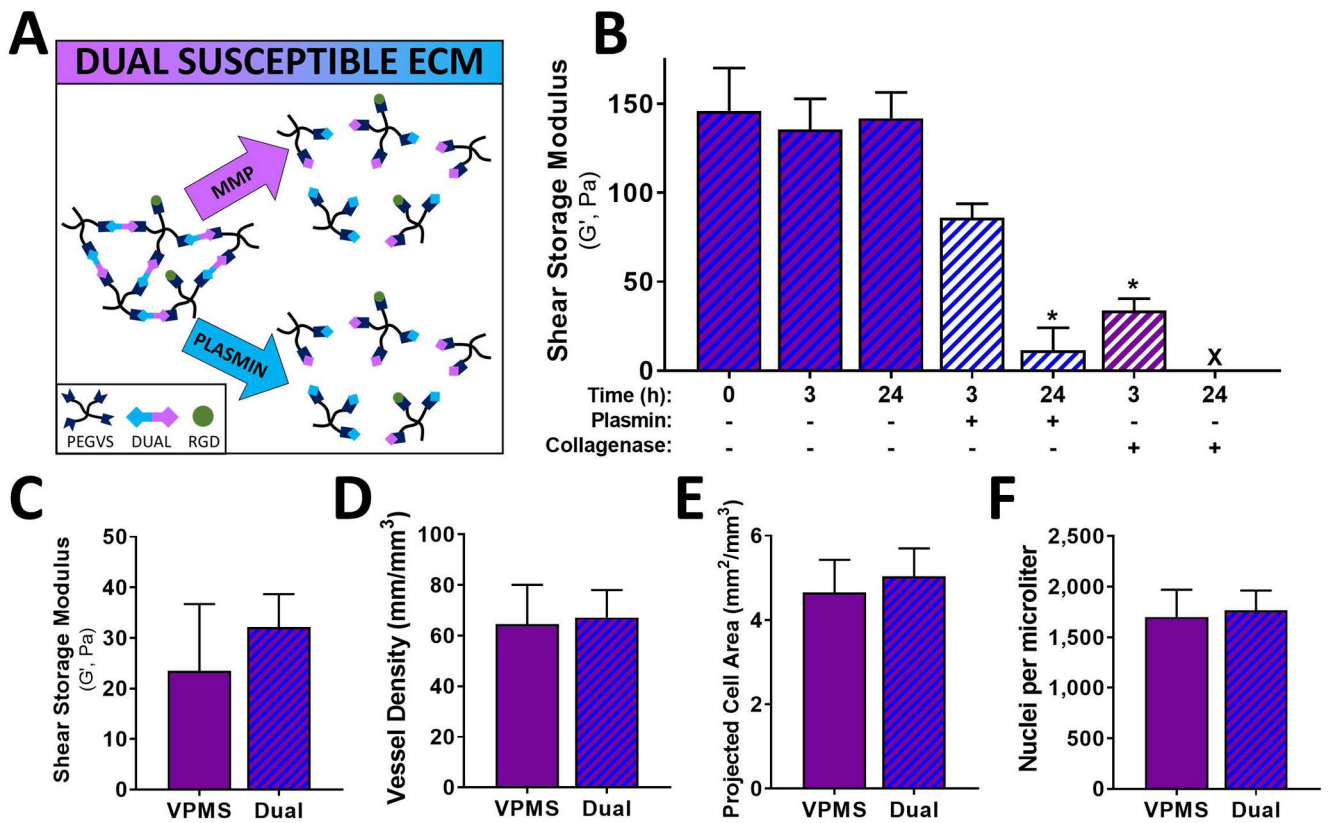 A
DUAL SUSCEPTIBLE ECM
MMP
PLASMIN
PEGVS DUAL RGD
B
Shear Storage Modulus
(G', Pa)
150
100
50
0
* * X
Time (h): 0 3 24 3 24 3 24
Plasmin: - - - + + - -
Collagenase: - - - - - + +
C
Shear Storage Modulus
(G', Pa)
50
40
30
20
10
0
VPMS Dual
D
Vessel Density (mm/mm³)
100
80
60
40
20
0
VPMS Dual
E
Projected Cell Area (mm²/mm³)
6
4
2
0
VPMS Dual
F
Nuclei per microliter
2,500
2,000
1,500
1,000
500
0
VPMS Dual